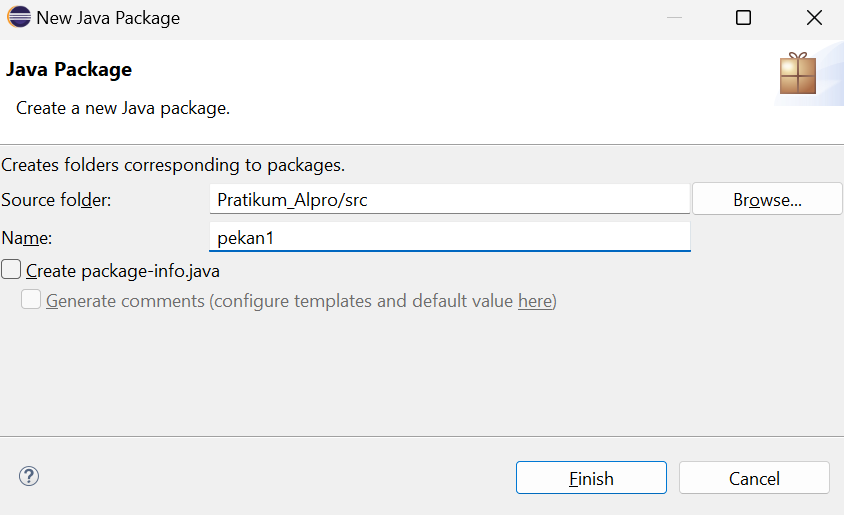 New Java Package
Java Package
Create a new Java package.
Creates folders corresponding to packages.
Source folder: Pratikum_Alpro/src Browse...
Name: pekan1
Create package-info.java
Generate comments (configure templates and default value here)
? Finish Cancel